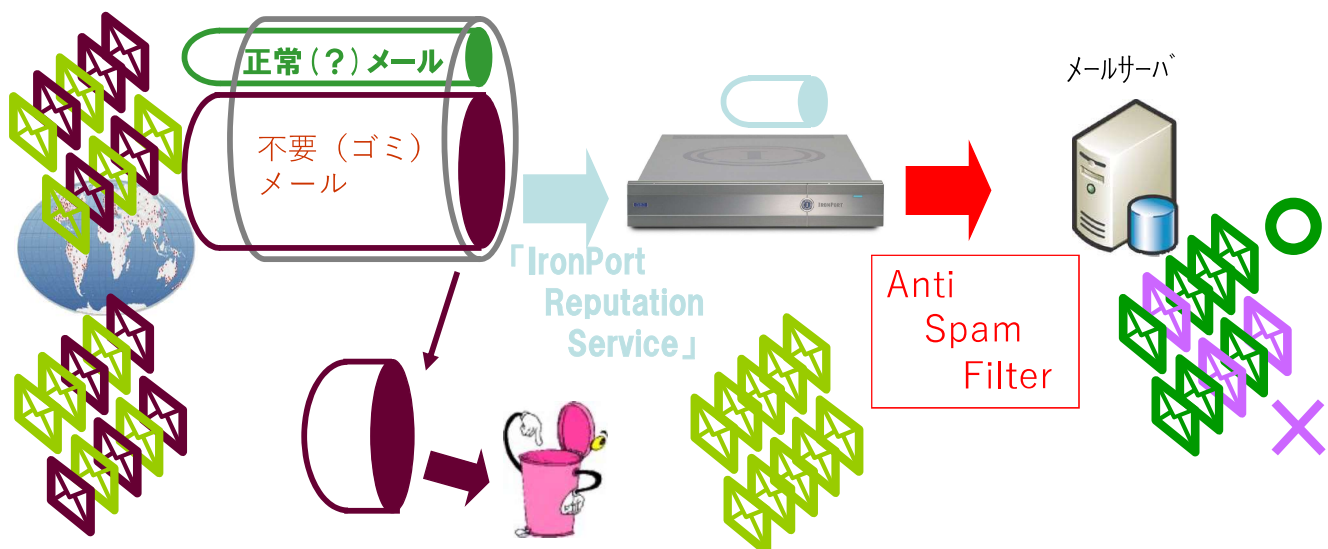 正常(?)メール
不要(ゴミ)
メール
「IronPort
Reputation
Service」
IRONPORT
メールサーバ
Anti
Spam
Filter